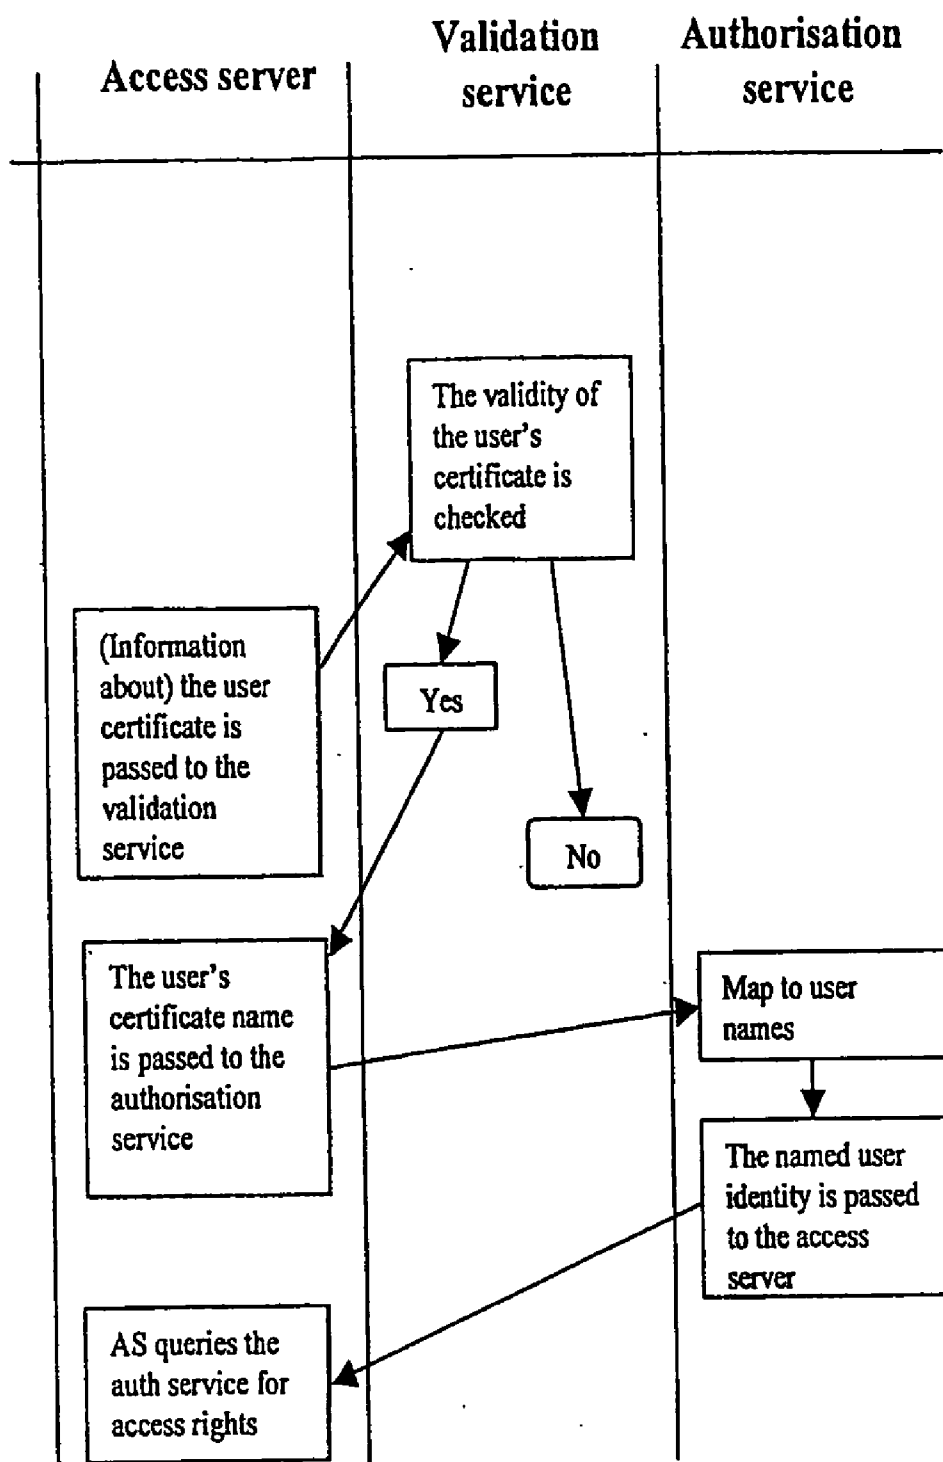 Access server
Validation
service
Authorisation
service
The validity of
the user's
certificate is
checked
(Information
about) the user
certificate is
passed to the
validation
service
Yes
No
The user's
certificate name
is passed to the
authorisation
service
Map to user
names
The named user
identity is passed
to the access
server
AS queries the
auth service for
access rights